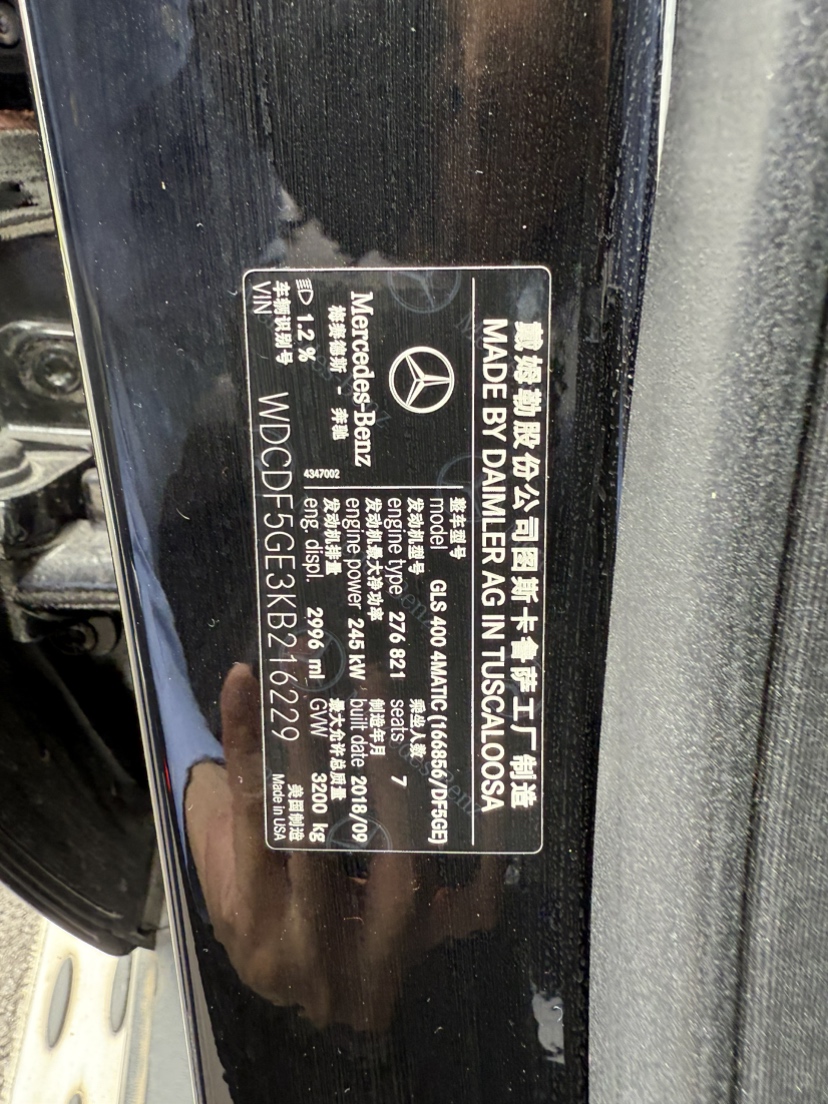 戴姆勒股份公司图斯卡鲁萨工厂制造
MADE BY DAIMLER AG IN TUSCALOOSA
Mercedes-Benz
梅赛德斯－奔驰
1.2 %
4347002
整车型号
model GLS 400 4MATIC (166856/DF5GE)
发动机型号 乘坐人数
engine type 276 821 seats 7
发动机最大净功率 制造年月
engine power 245 kW built date 2018/09
发动机排量 最大允许总质量
eng. displ. 2996 ml GVW 3200 kg
车辆识别号 美国制造
VIN WDCDF5GE3KB216229 Made in USA